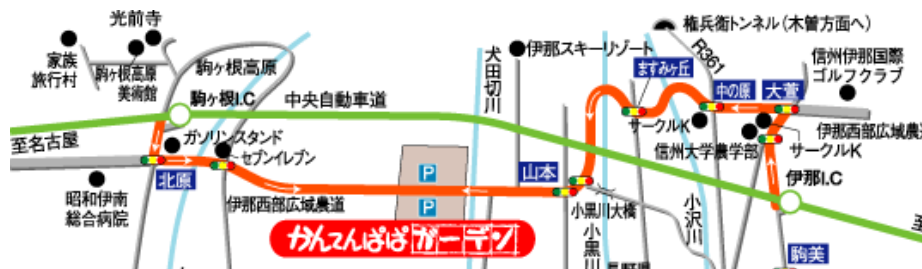 光前寺
家族
旅行村
駒ヶ根高原
美術館
駒ヶ根高原
駒ヶ根I.C
中央自動車道
至名古屋
ガソリンスタンド
セブンイレブン
北原
昭和伊南
総合病院
伊那西部広域農道
P
P
かんてんぱぱガーデン
犬田切川
伊那スキーリゾート
山本
小黒川大橋
小黒川
ますみヶ丘
サークルK
権兵衛トンネル(木曽方面へ)
R361
中の原
大萱
信州伊那国際
ゴルフクラブ
伊那西部広域農道
サークルK
信州大学農学部
伊那I.C
小沢川
駒美